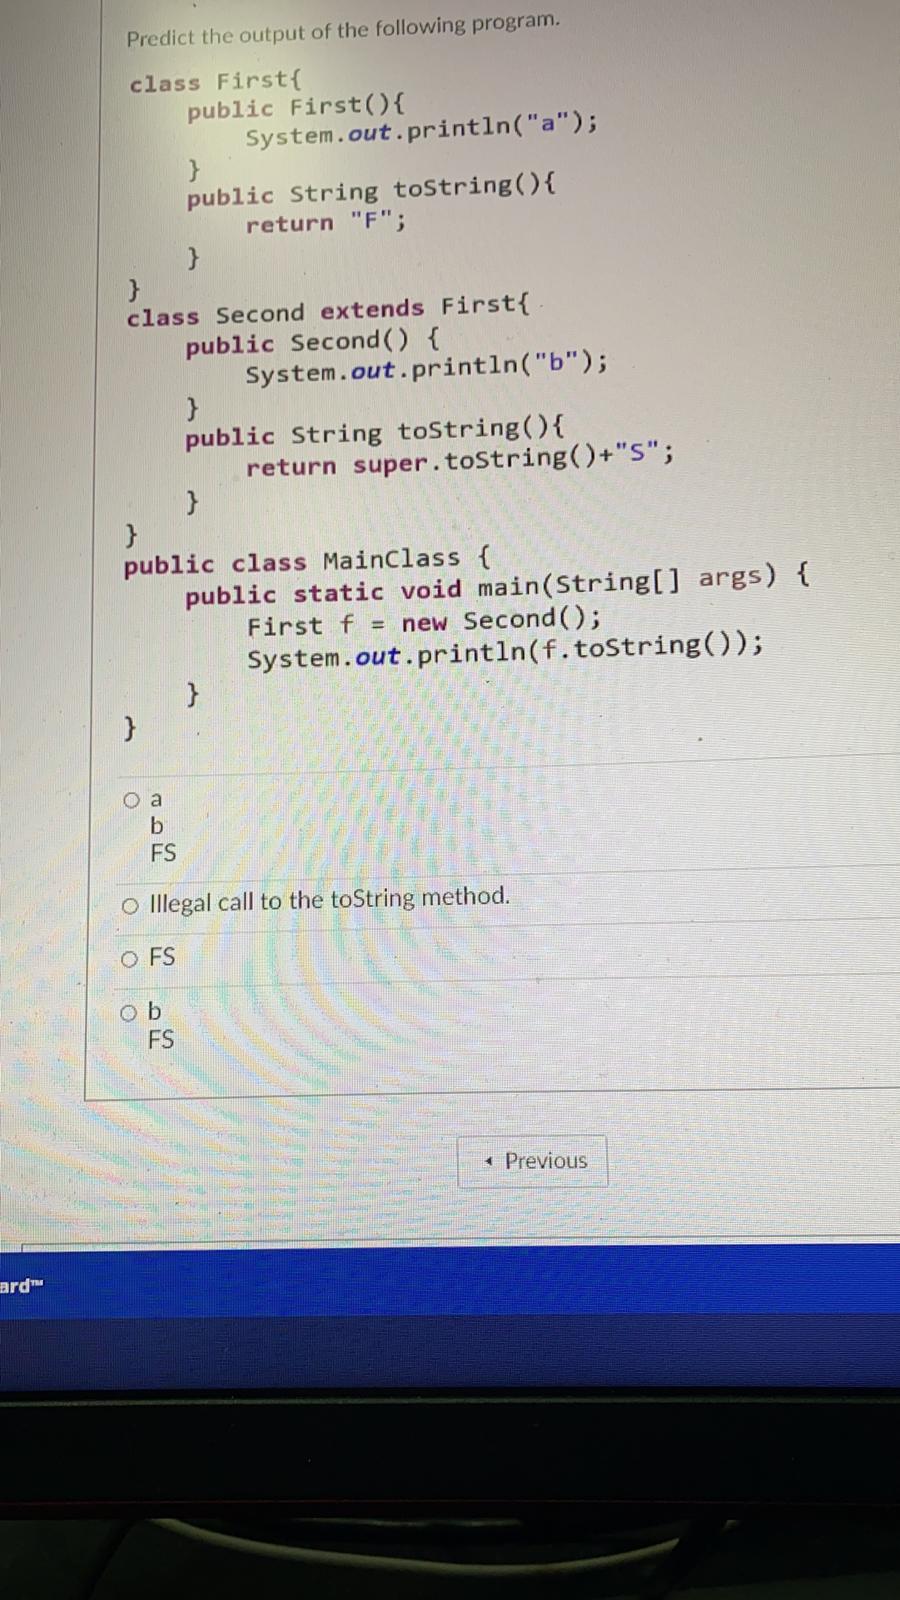 Predict the output of the following program.
class First{
public First(){
System.out.println("a");
}
public String toString(){
return "F";
}
}
class Second extends First{
public Second() {
System.out.println("b");
}
public String toString(){
return super.toString()+"S";
}
}
public class MainClass {
public static void main(String[] args) {
First f = new Second();
System.out.println(f.toString());
}
}
a
b
FS
Illegal call to the toString method.
FS
b
FS
◂ Previous
ard™